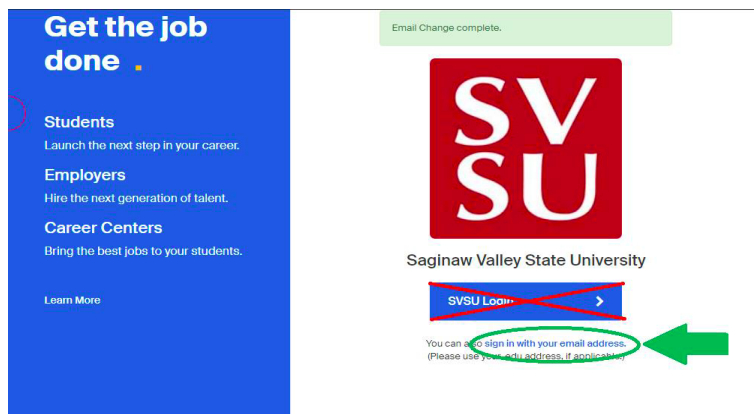 Get the job
done .
Students
Launch the next step in your career.
Employers
Hire the next generation of talent.
Career Centers
Bring the best jobs to your students.
Learn More
Email Change complete.
SV
SU
Saginaw Valley State University
SVSU Login
You can also sign in with your email address.
(Please use your .edu address, if applicable.)